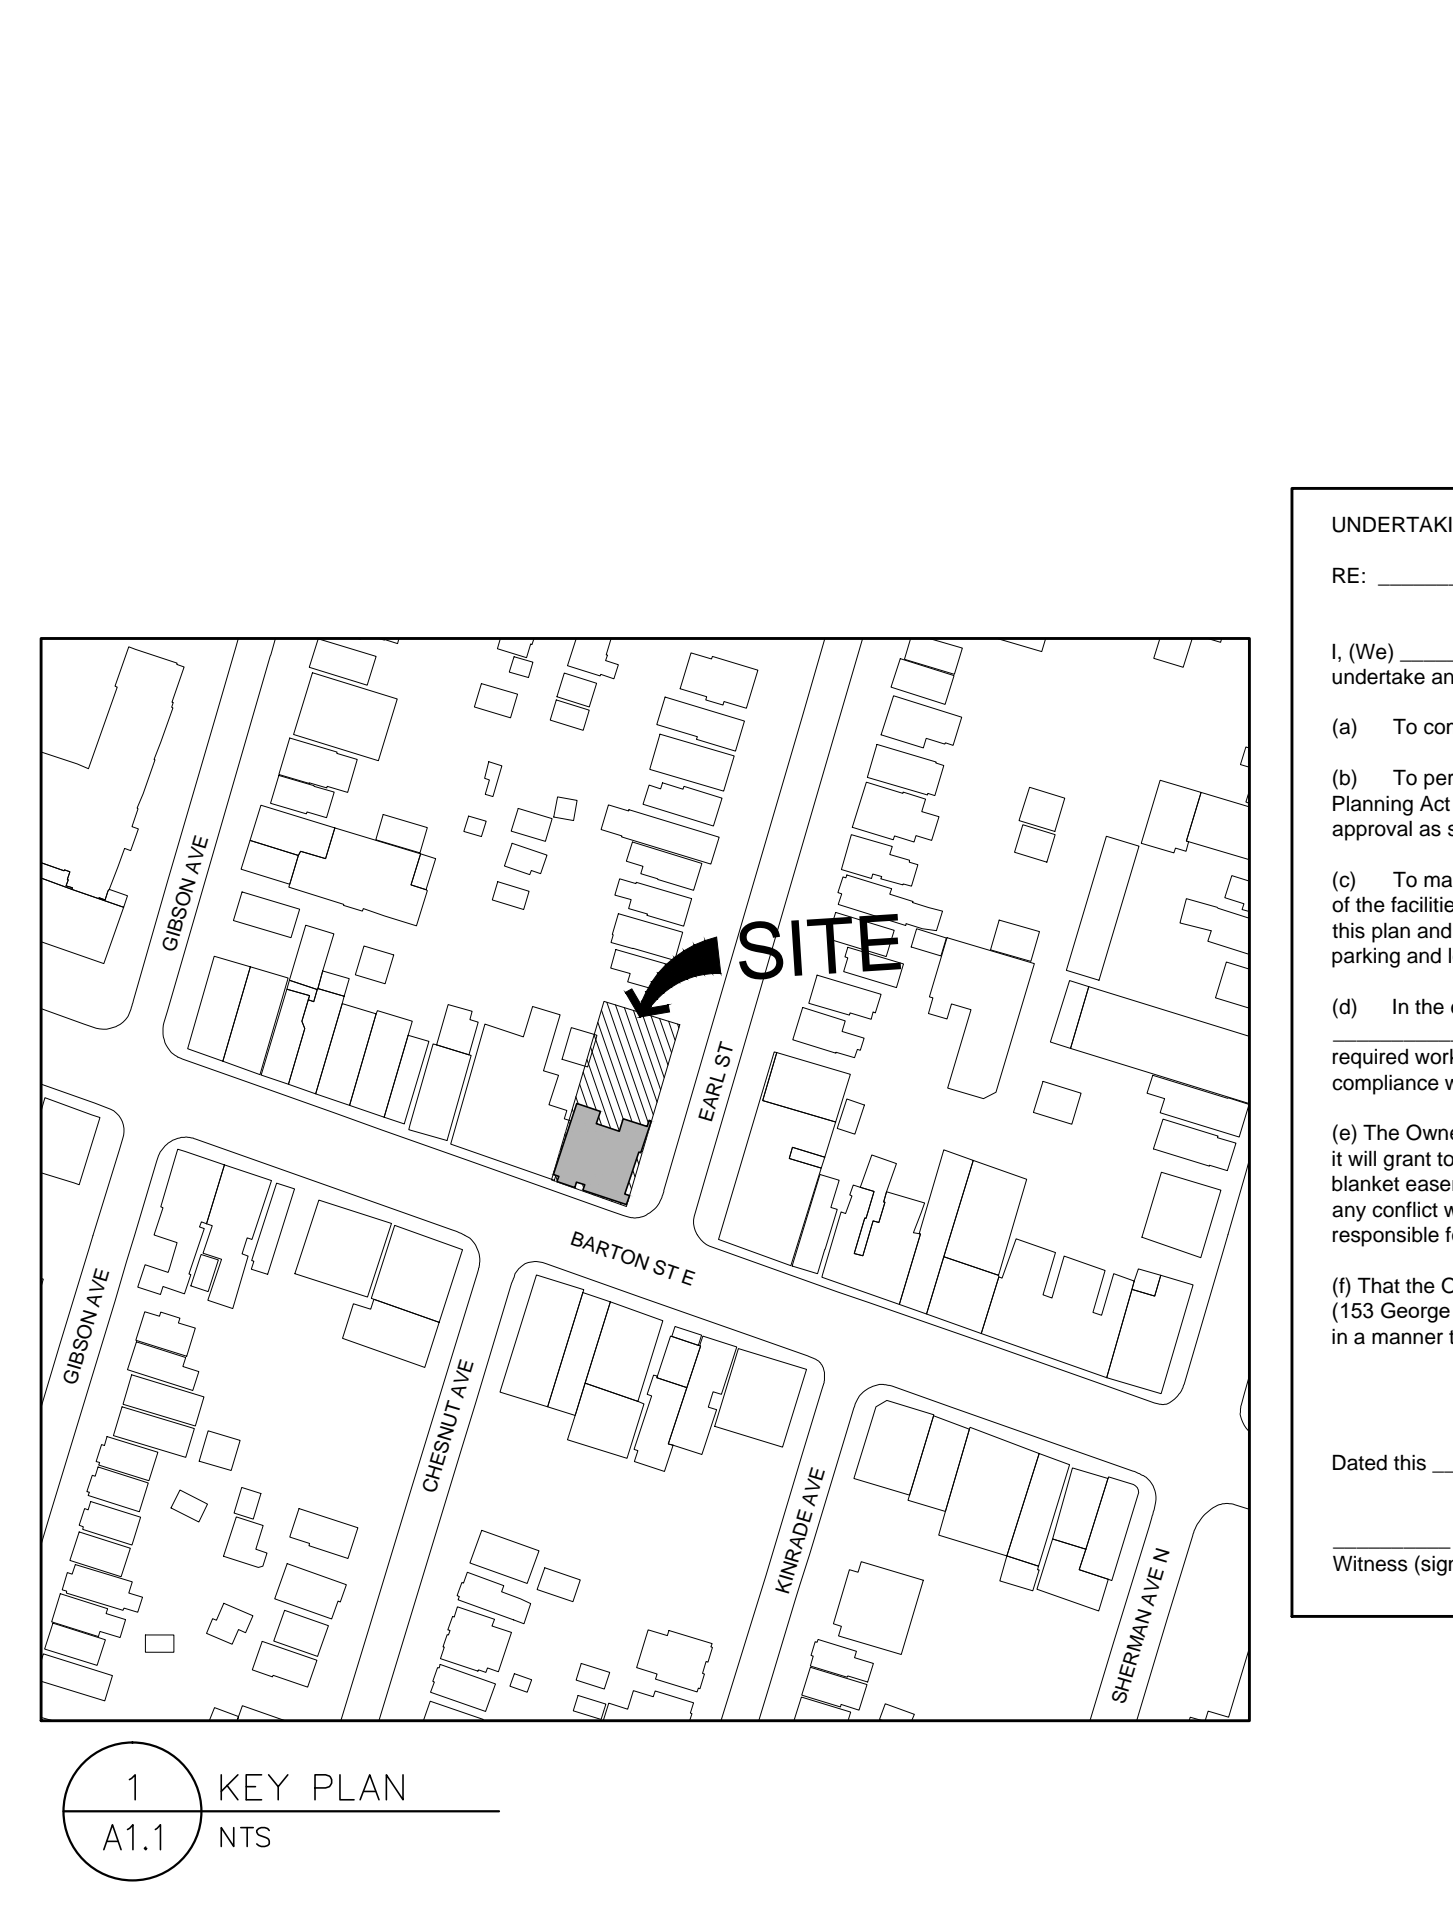 UNDERTAKI
RE: ______
I, (We) _____
undertake an
(a) To cor
(b) To per
Planning Act
approval as s
(c) To ma
of the facilitie
this plan and
parking and l
(d) In the
required work
compliance w
(e) The Owne
it will grant to
blanket easer
any conflict w
responsible f
(f) That the O
(153 George
in a manner t
Dated this __
Witness (sign
SITE
GIBSON AVE
EARL ST
BARTON ST E
GIBSON AVE
CHESNUT AVE
KINRADE AVE
SHERMAN AVE N
1
KEY PLAN
A1.1
NTS